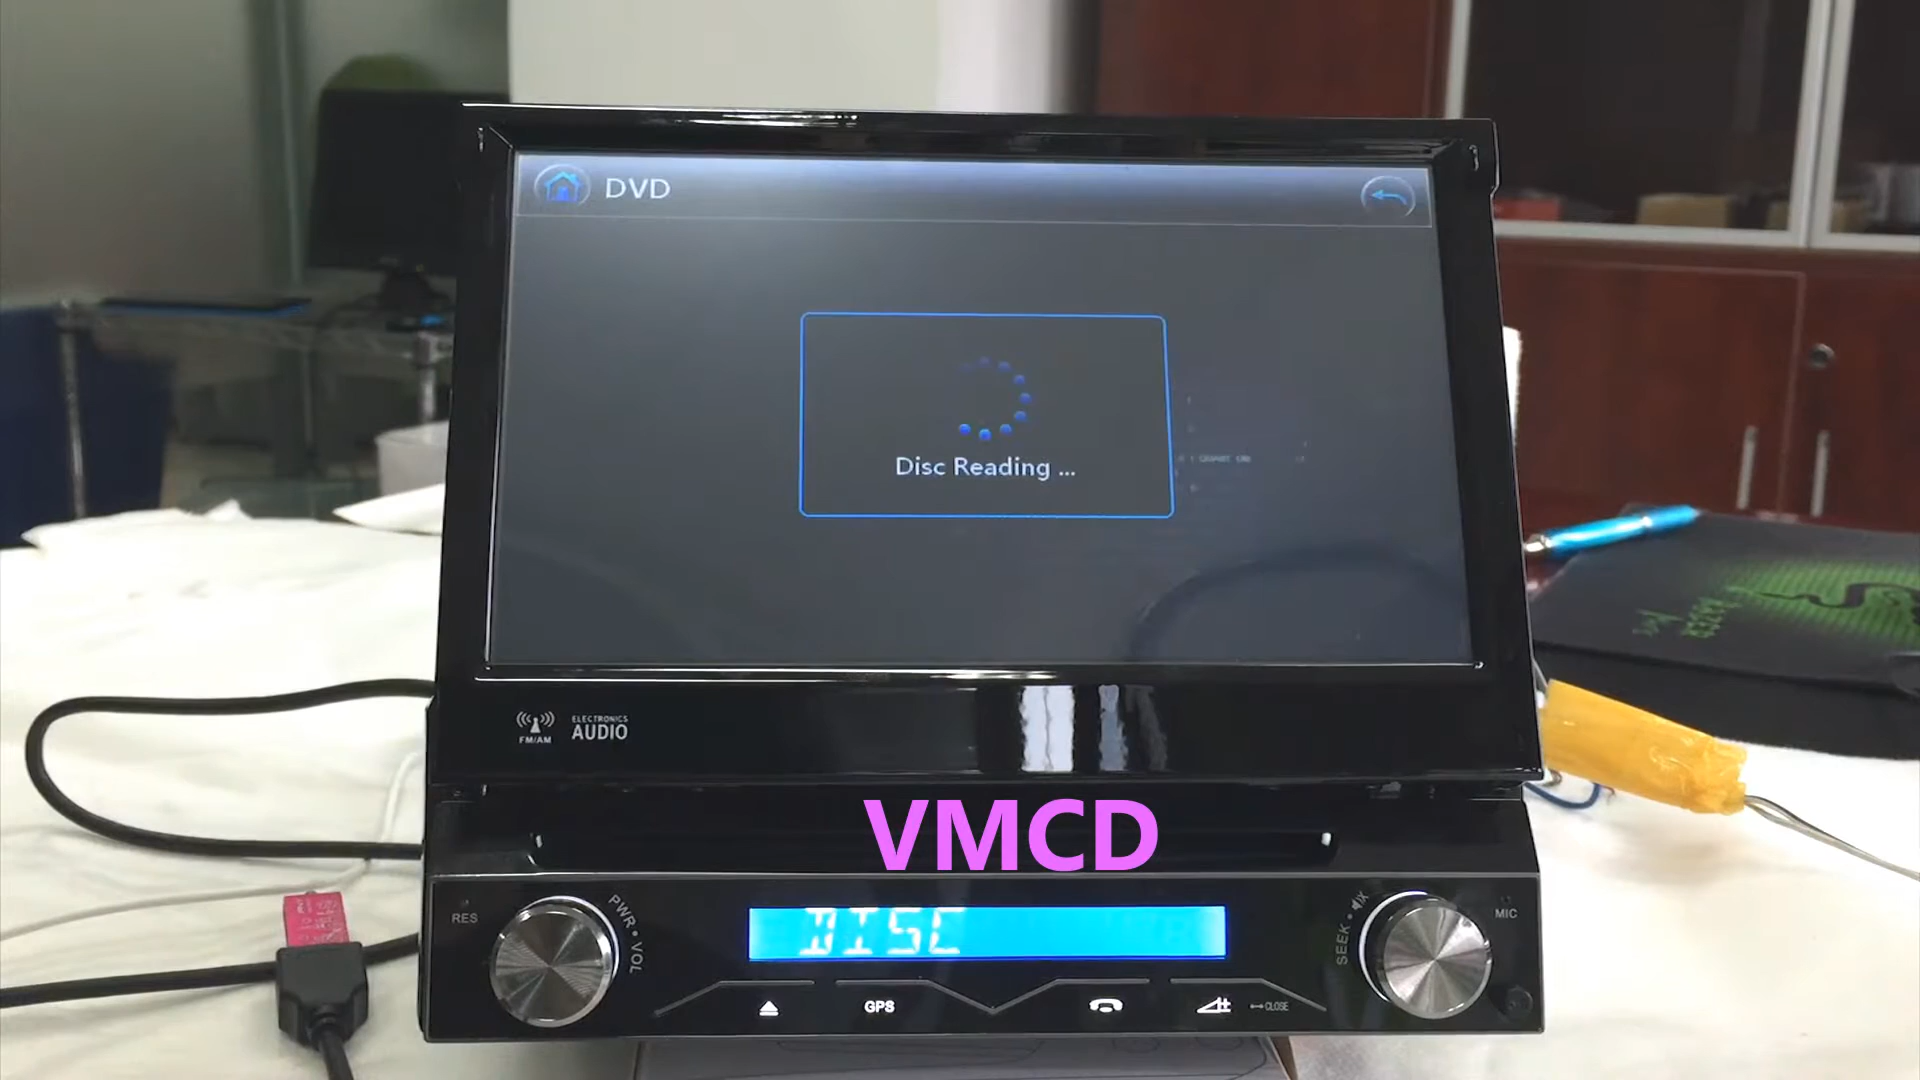 DVD
Disc Reading ...
FM/AM
ELECTRONICS
AUDIO
VMCD
RES
PWR • VOL
DISC
SEEK •
MIC
GPS
CLOSE